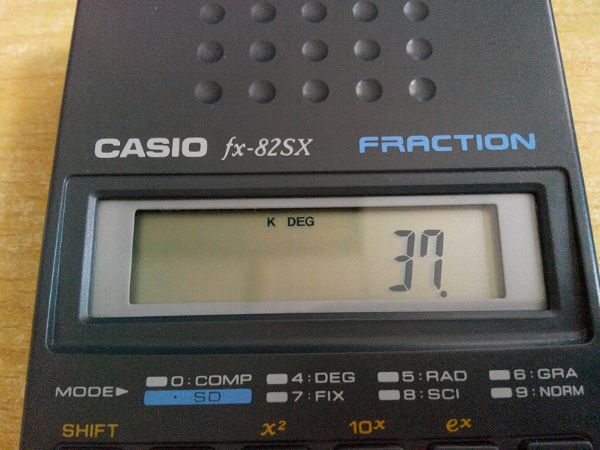 CASIO fx-82SX FRACTION
K DEG
37.
MODE▶ 0:COMP 4:DEG 5:RAD 6:GRA
· SD 7:FIX 8:SCI 9:NORM
SHIFT x² 10ˣ eˣ